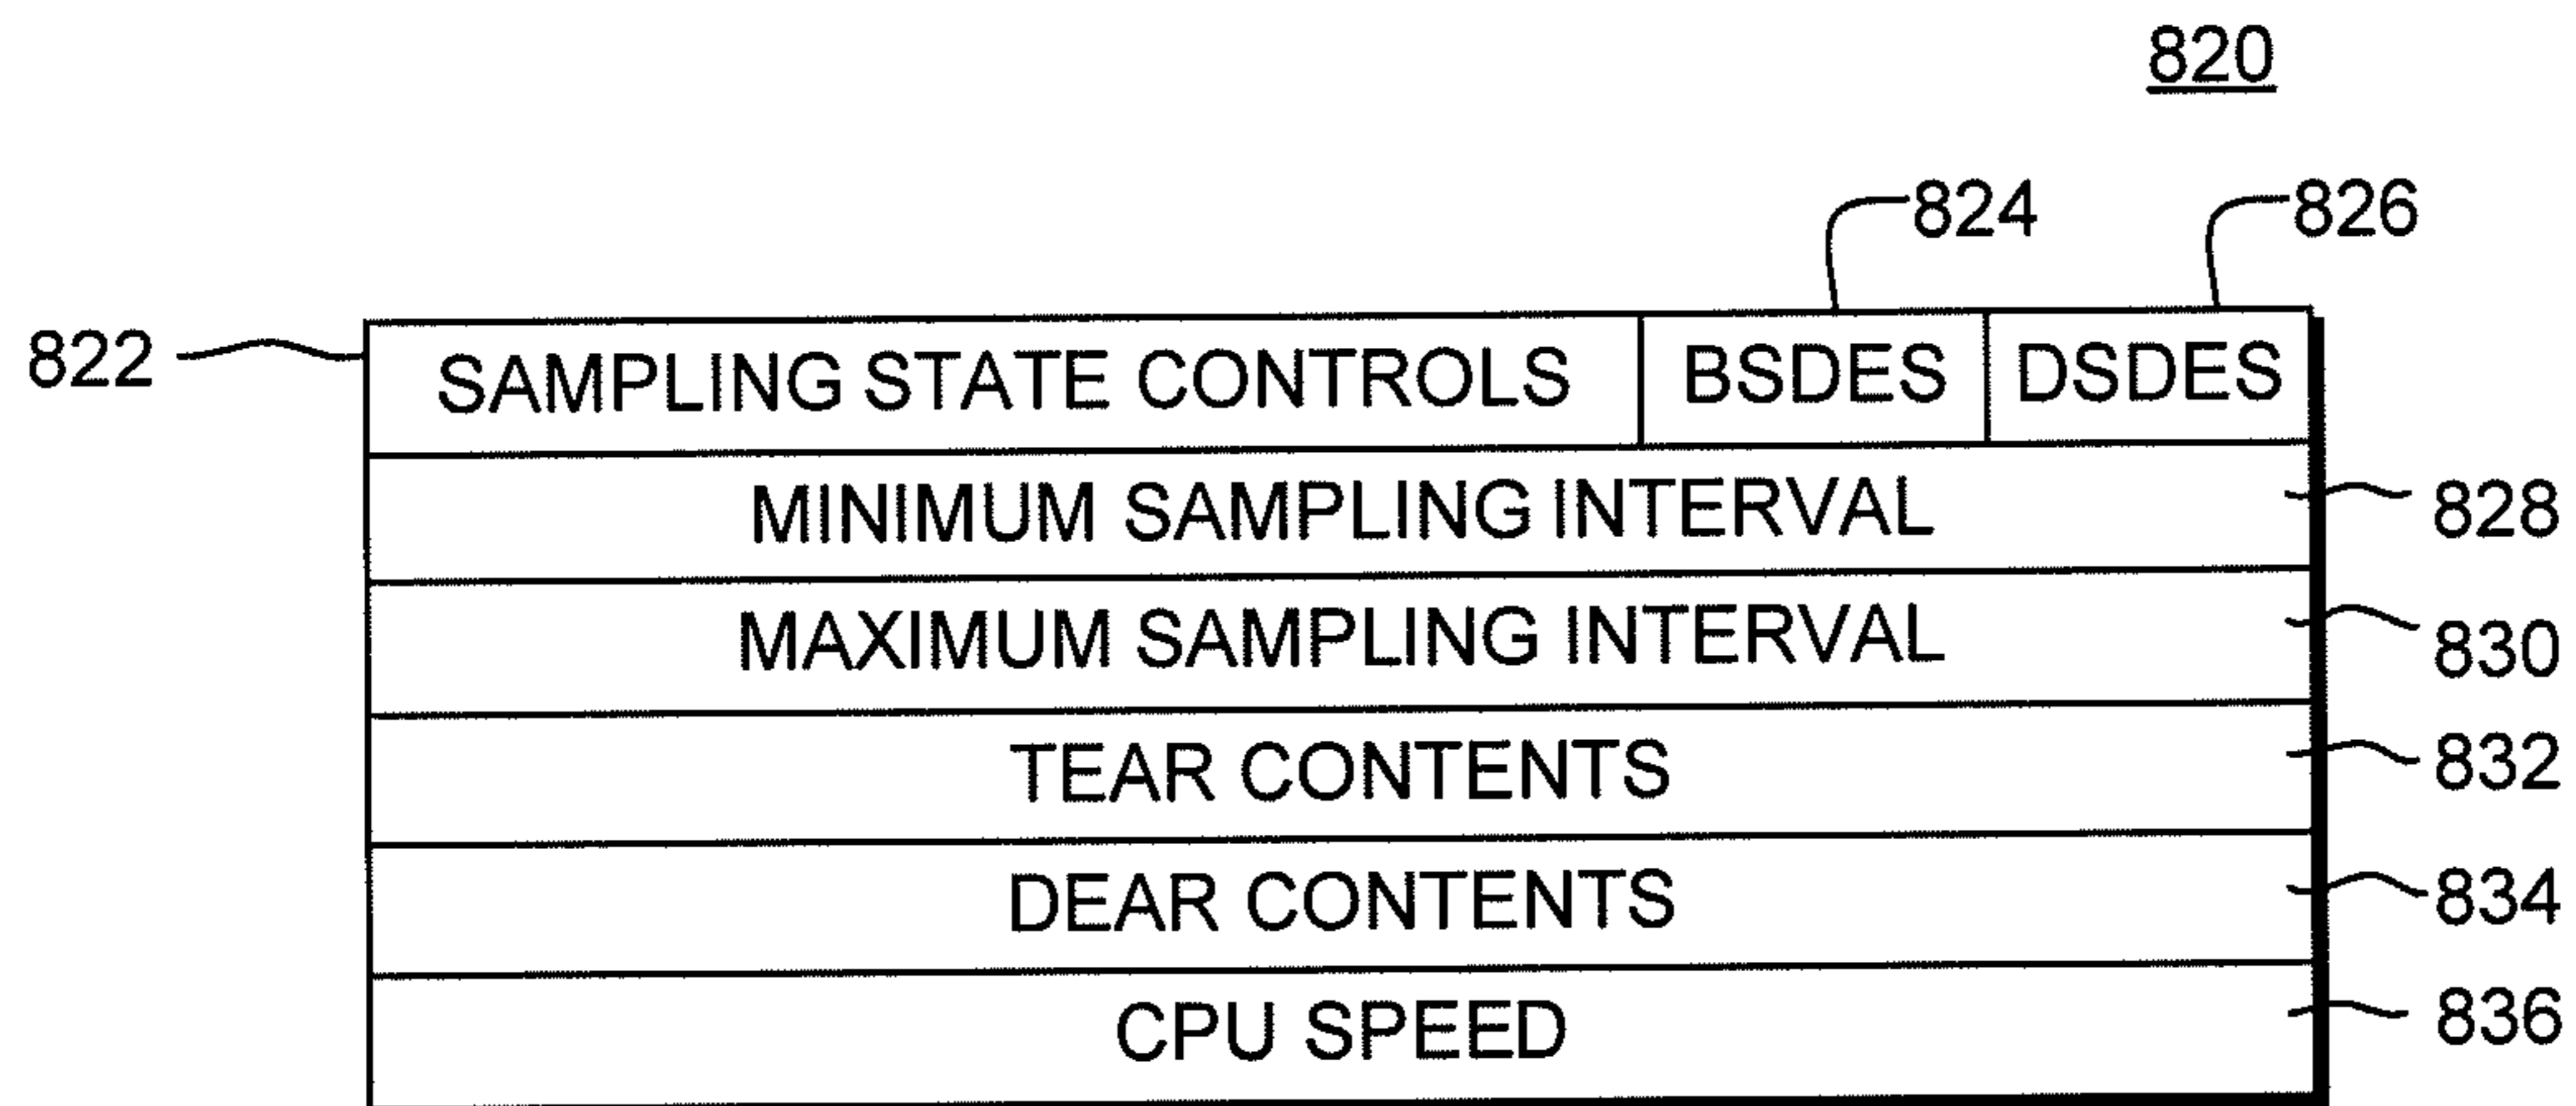 820
824 826
822 SAMPLING STATE CONTROLS BSDES DSDES
MINIMUM SAMPLING INTERVAL 828
MAXIMUM SAMPLING INTERVAL 830
TEAR CONTENTS 832
DEAR CONTENTS 834
CPU SPEED 836